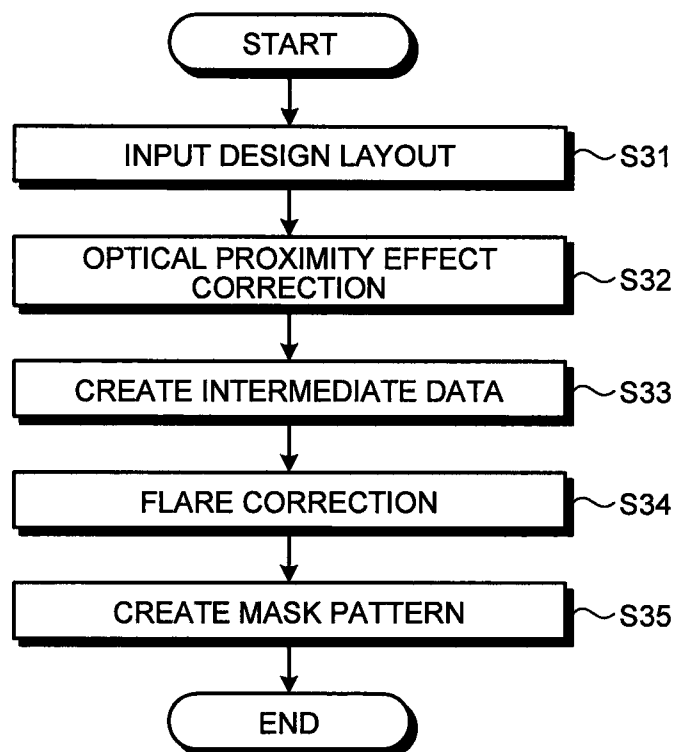 START
INPUT DESIGN LAYOUT
S31
OPTICAL PROXIMITY EFFECT
CORRECTION
S32
CREATE INTERMEDIATE DATA
S33
FLARE CORRECTION
S34
CREATE MASK PATTERN
S35
END